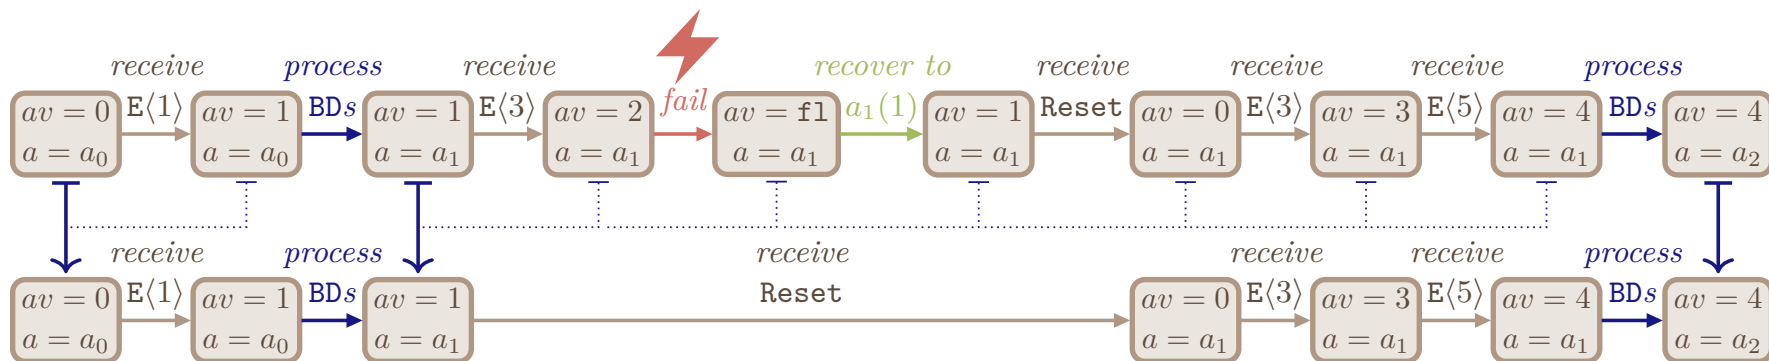 receive process receive recover to receive receive receive process
E⟨1⟩ BDs E⟨3⟩ fail a₁(1) Reset E⟨3⟩ E⟨5⟩ BDs
av = 0 av = 1 av = 1 av = 2 av = fl av = 1 av = 0 av = 3 av = 4 av = 4
a = a₀ a = a₀ a = a₁ a = a₁ a = a₁ a = a₁ a = a₁ a = a₁ a = a₁ a = a₂
receive process receive receive receive process
E⟨1⟩ BDs Reset E⟨3⟩ E⟨5⟩ BDs
av = 0 av = 1 av = 1 av = 0 av = 3 av = 4 av = 4
a = a₀ a = a₀ a = a₁ a = a₁ a = a₁ a = a₁ a = a₂